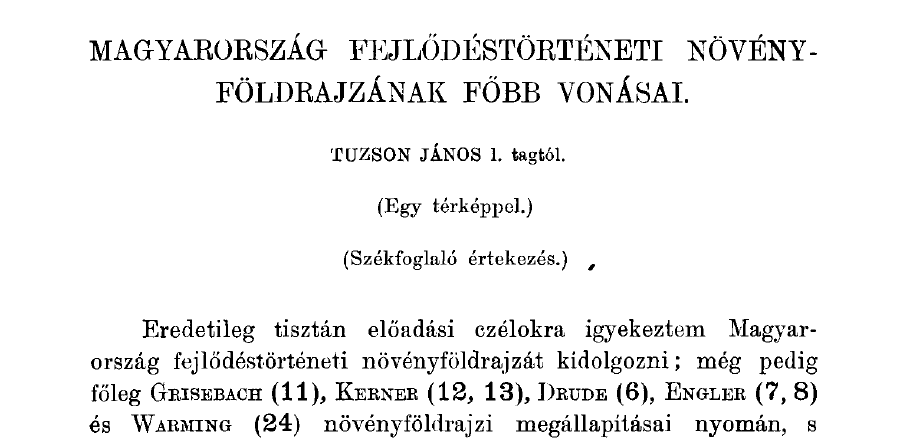 MAGYARORSZÁG FEJLŐDÉSTÖRTÉNETI NÖVÉNY-
FÖLDRAJZÁNAK FŐBB VONÁSAI.
TUZSON JÁNOS l. tagtól.
(Egy térképpel.)
(Székfoglaló értekezés.)
Eredetileg tisztán előadási czélokra igyekeztem Magyar-
ország fejlődéstörténeti növényföldrajzát kidolgozni; még pedig
főleg GRISEBACH (11), KERNER (12, 13), DRUDE (6), ENGLER (7, 8)
és WARMING (24) növényföldrajzi megállapításai nyomán, s